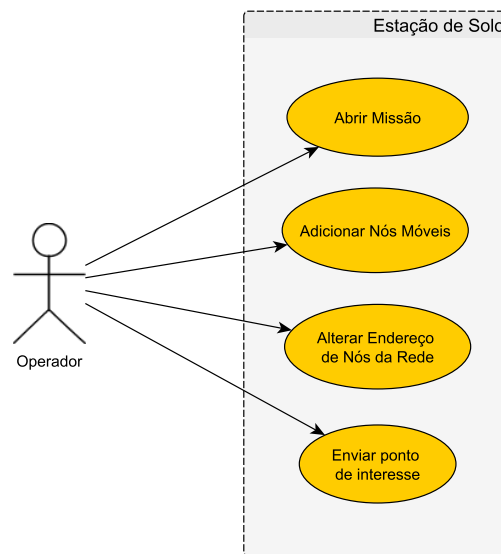 Estação de Solo
Abrir Missão
Adicionar Nós Móveis
Alterar Endereço
de Nós da Rede
Operador
Enviar ponto
de interesse